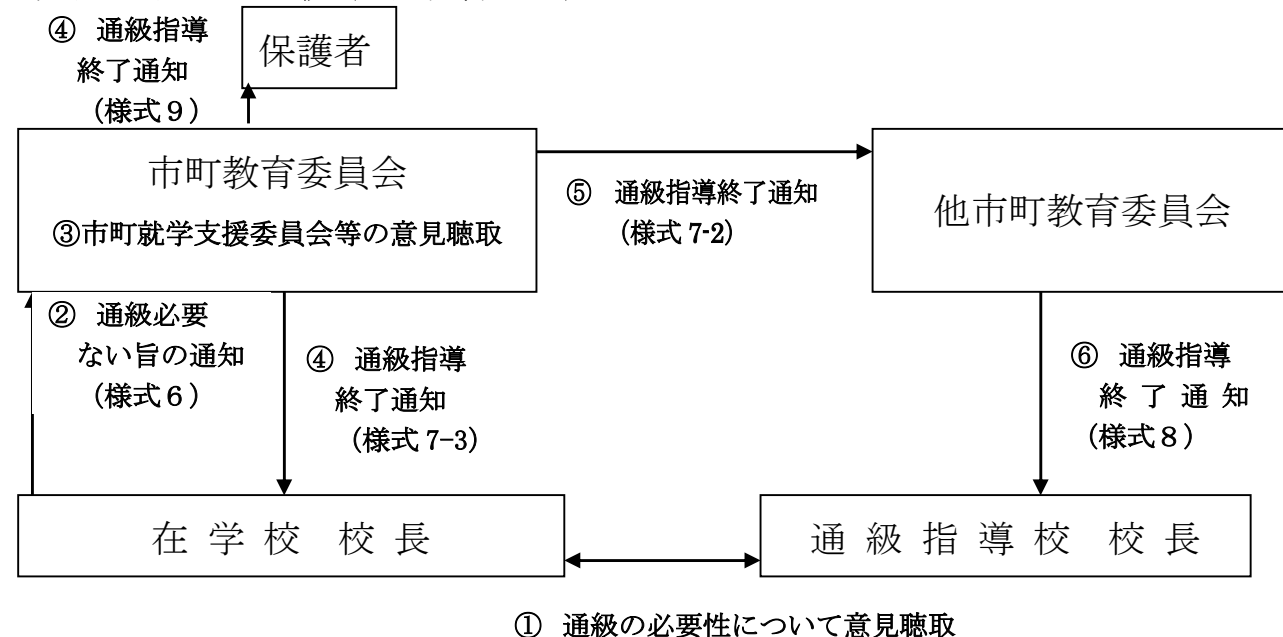 ④ 通級指導
終了通知
(様式９)
保護者
市町教育委員会
③市町就学支援委員会等の意見聴取
⑤ 通級指導終了通知
(様式 7-2)
他市町教育委員会
② 通級必要
ない旨の通知
(様式６)
④ 通級指導
終了通知
(様式 7-3)
⑥ 通級指導
終 了 通 知
(様式８)
在 学 校 校 長
通 級 指 導 校 校 長
① 通級の必要性について意見聴取